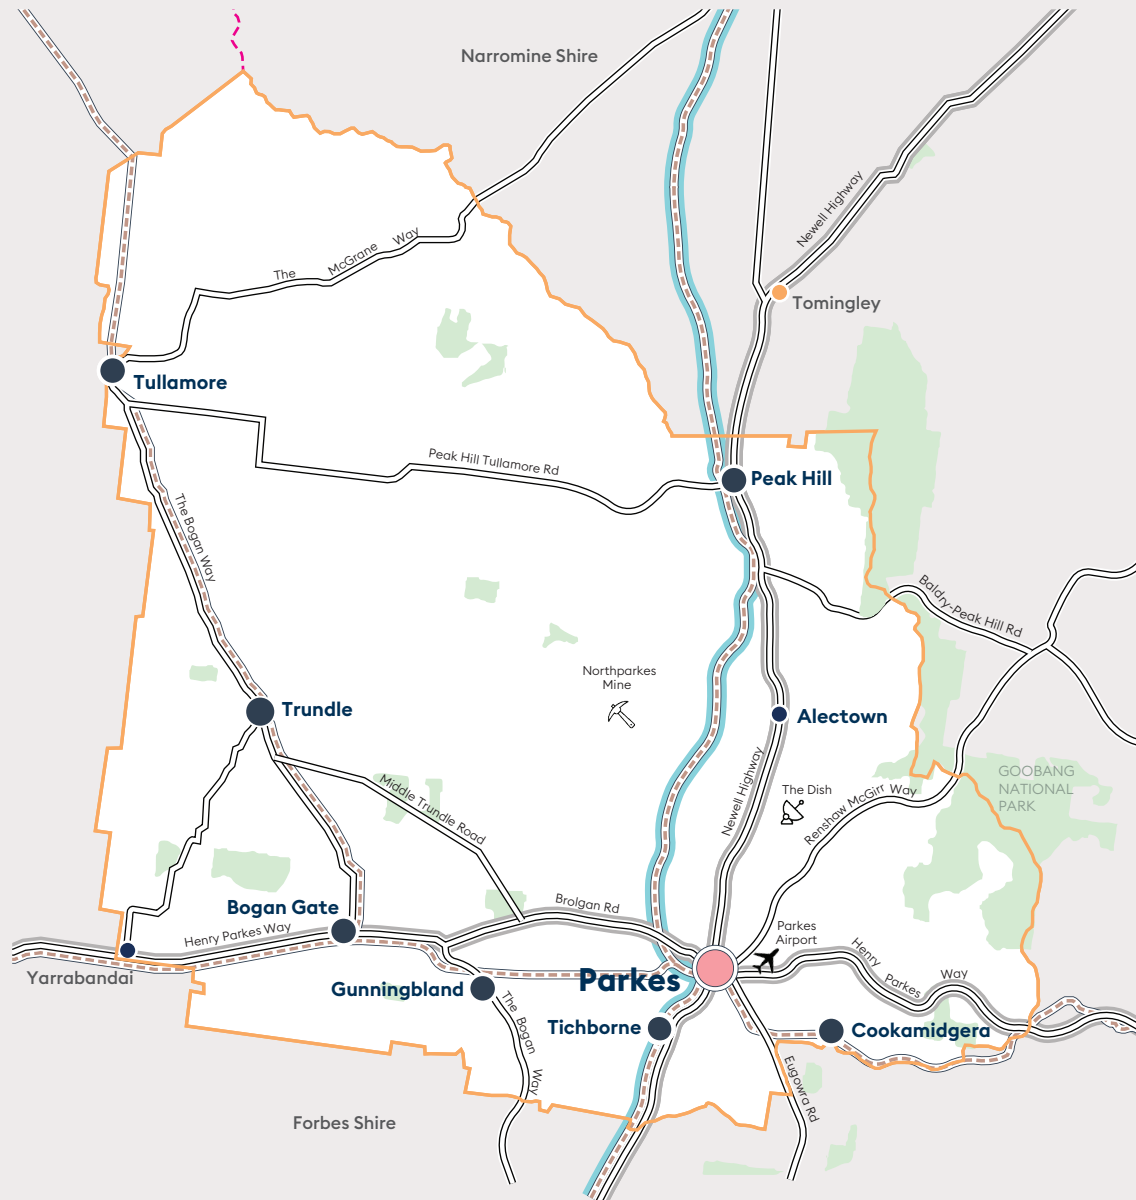 Narromine Shire
Newell Highway
The McGrane Way
Tomingley
Tullamore
Peak Hill Tullamore Rd
Peak Hill
The Bogan Way
Baldry-Peak Hill Rd
Northparkes
Mine
Trundle
Alectown
Newell Highway
The Dish
Renshaw McGirr Way
GOOBANG
NATIONAL
PARK
Middle Trundle Road
Bogan Gate
Brolgan Rd
Henry Parkes Way
Parkes
Airport
Henry Parkes Way
Yarrabandai
Parkes
Gunningbland
The Bogan Way
Tichborne
Cookamidgera
Eugowra Rd
Forbes Shire